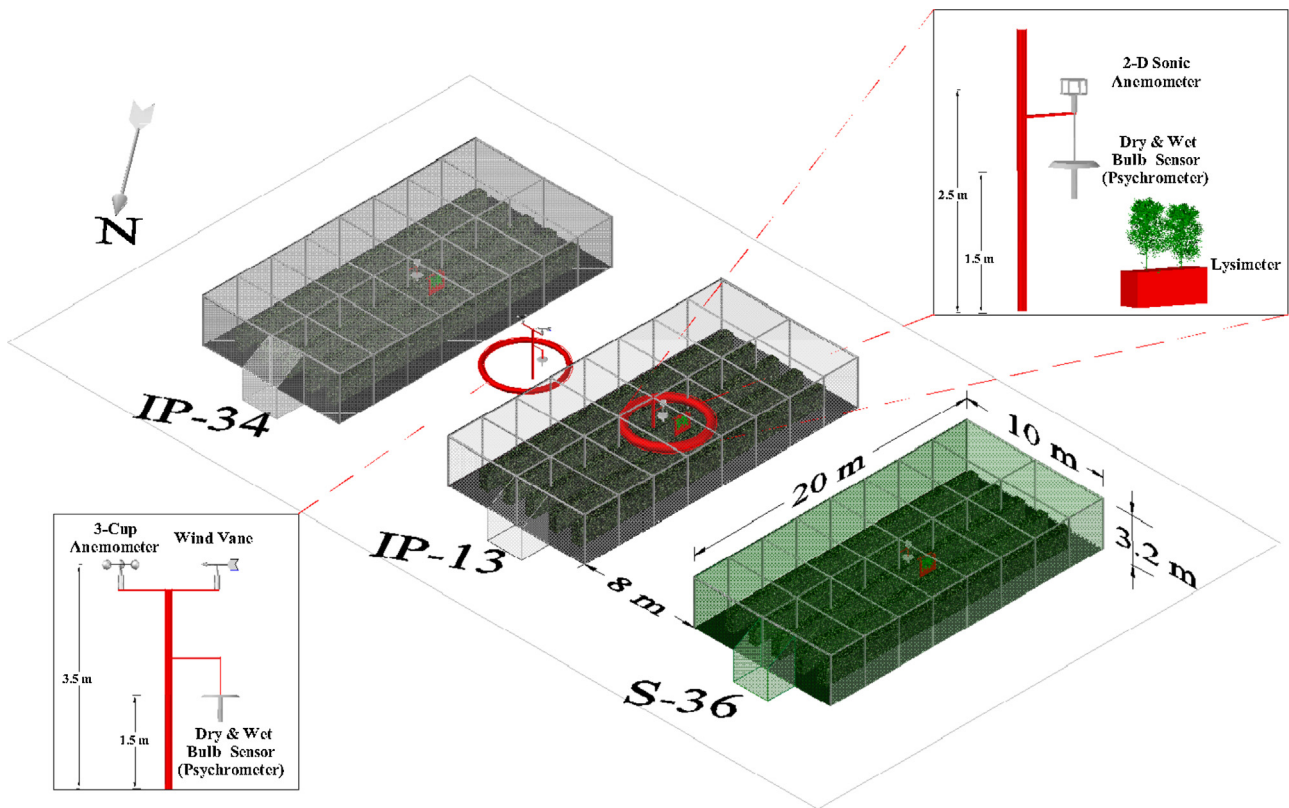 2-D Sonic
Anemometer
Dry & Wet
Bulb Sensor
(Psychrometer)
2.5 m
1.5 m
Lysimeter
N
IP-34
IP-13
S-36
20 m
10 m
3.2 m
8 m
3-Cup
Anemometer
Wind Vane
3.5 m
1.5 m
Dry & Wet
Bulb Sensor
(Psychrometer)